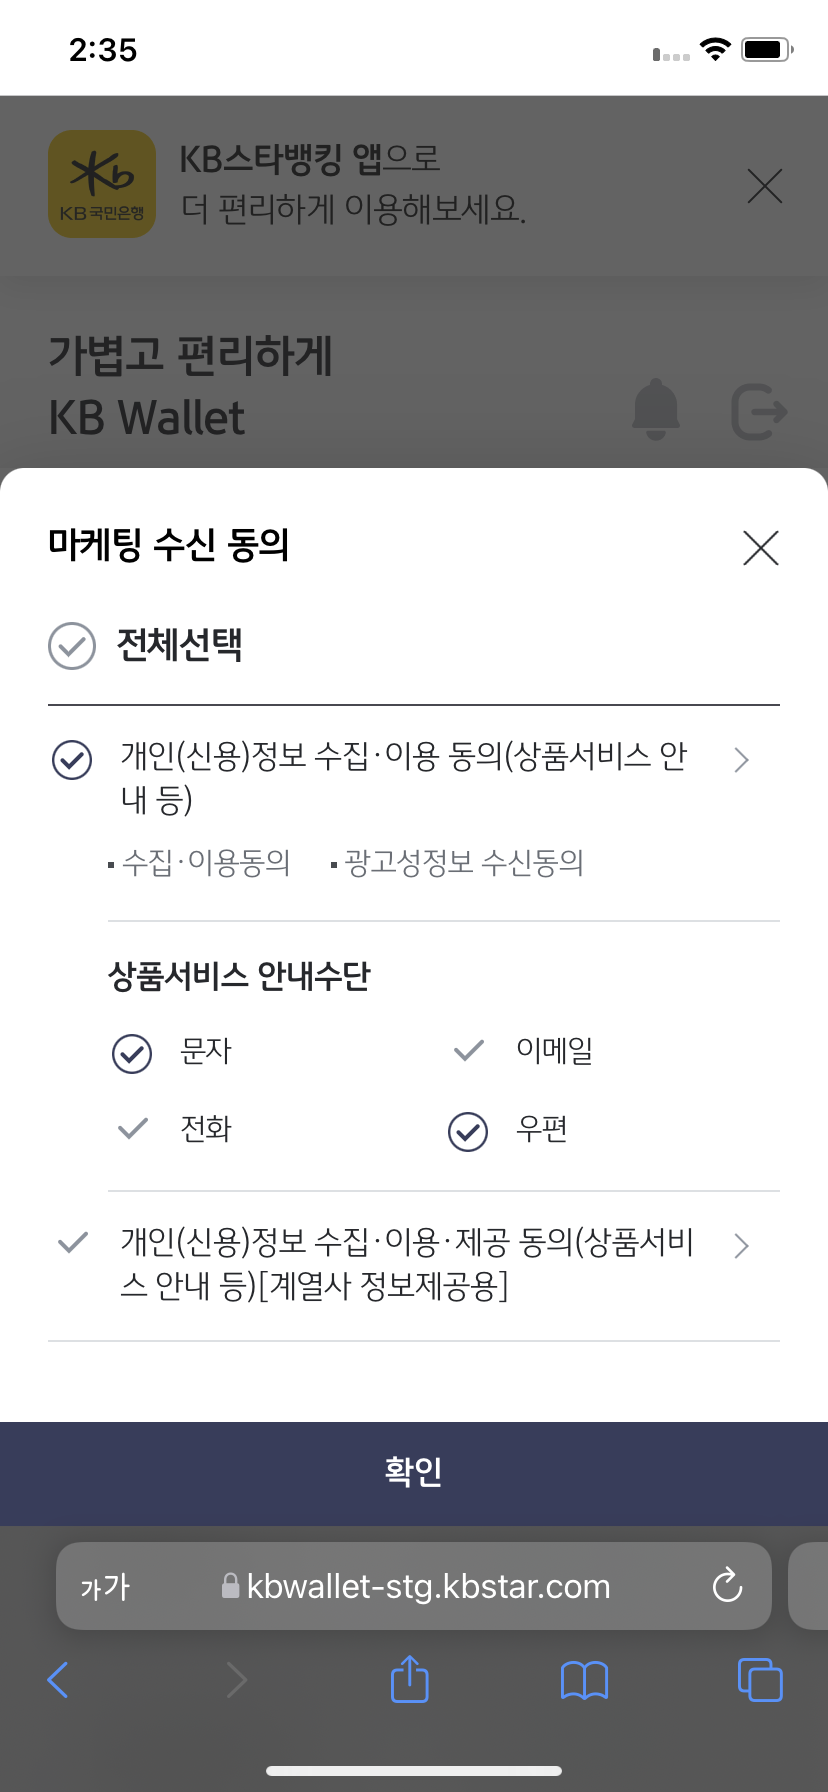 2:35
KB스타뱅킹 앱으로
더 편리하게 이용해보세요.
KB국민은행
가볍고 편리하게
KB Wallet
마케팅 수신 동의
전체선택
개인(신용)정보 수집·이용 동의(상품서비스 안
내 등)
▪ 수집·이용동의 ▪ 광고성정보 수신동의
상품서비스 안내수단
문자 이메일
전화 우편
개인(신용)정보 수집·이용·제공 동의(상품서비
스 안내 등)[계열사 정보제공용]
확인
가가 kbwallet-stg.kbstar.com